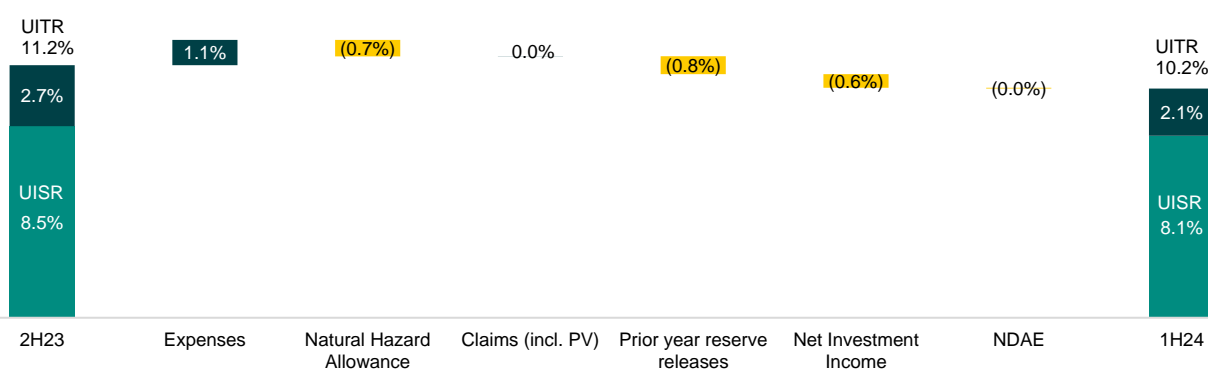 UITR
11.2%
2.7%
UISR
8.5%
1.1%
(0.7%)
0.0%
(0.8%)
(0.6%)
(0.0%)
UITR
10.2%
2.1%
UISR
8.1%
2H23
Expenses
Natural Hazard
Allowance
Claims (incl. PV)
Prior year reserve
releases
Net Investment
Income
NDAE
1H24